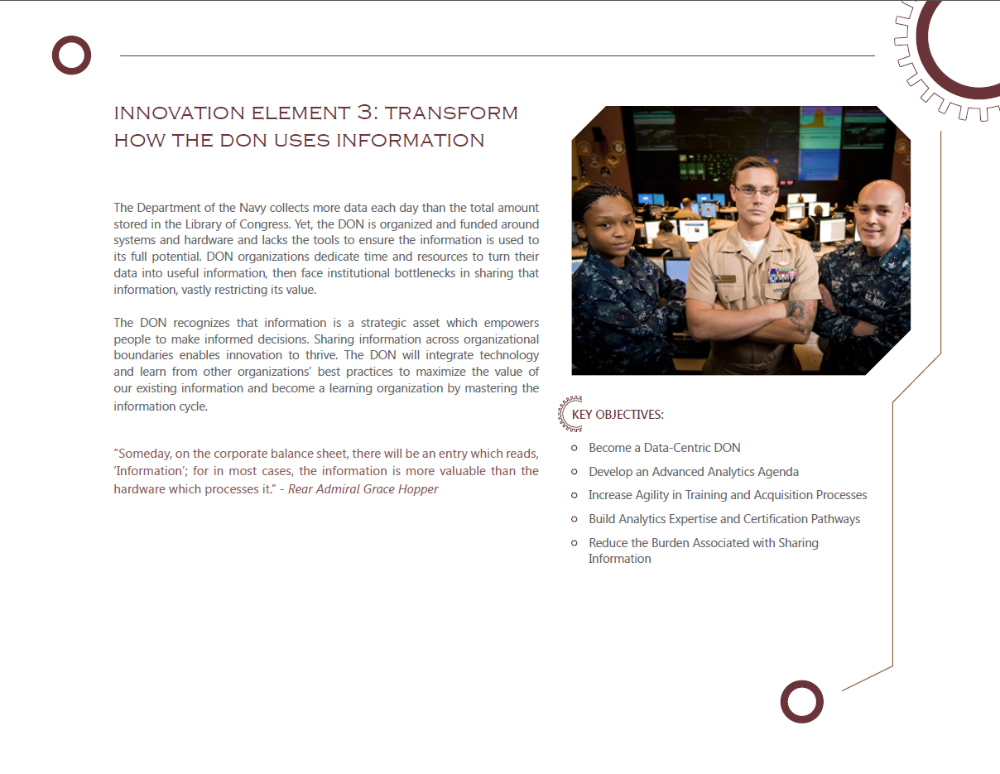 INNOVATION ELEMENT 3: TRANSFORM
HOW THE DON USES INFORMATION
The Department of the Navy collects more data each day than the total amount
stored in the Library of Congress. Yet, the DON is organized and funded around
systems and hardware and lacks the tools to ensure the information is used to
its full potential. DON organizations dedicate time and resources to turn their
data into useful information, then face institutional bottlenecks in sharing that
information, vastly restricting its value.
The DON recognizes that information is a strategic asset which empowers
people to make informed decisions. Sharing information across organizational
boundaries enables innovation to thrive. The DON will integrate technology
and learn from other organizations’ best practices to maximize the value of
our existing information and become a learning organization by mastering the
information cycle.
“Someday, on the corporate balance sheet, there will be an entry which reads,
‘Information’; for in most cases, the information is more valuable than the
hardware which processes it.” - Rear Admiral Grace Hopper
U.S. NAVY
KEY OBJECTIVES:
Become a Data-Centric DON
Develop an Advanced Analytics Agenda
Increase Agility in Training and Acquisition Processes
Build Analytics Expertise and Certification Pathways
Reduce the Burden Associated with Sharing
Information